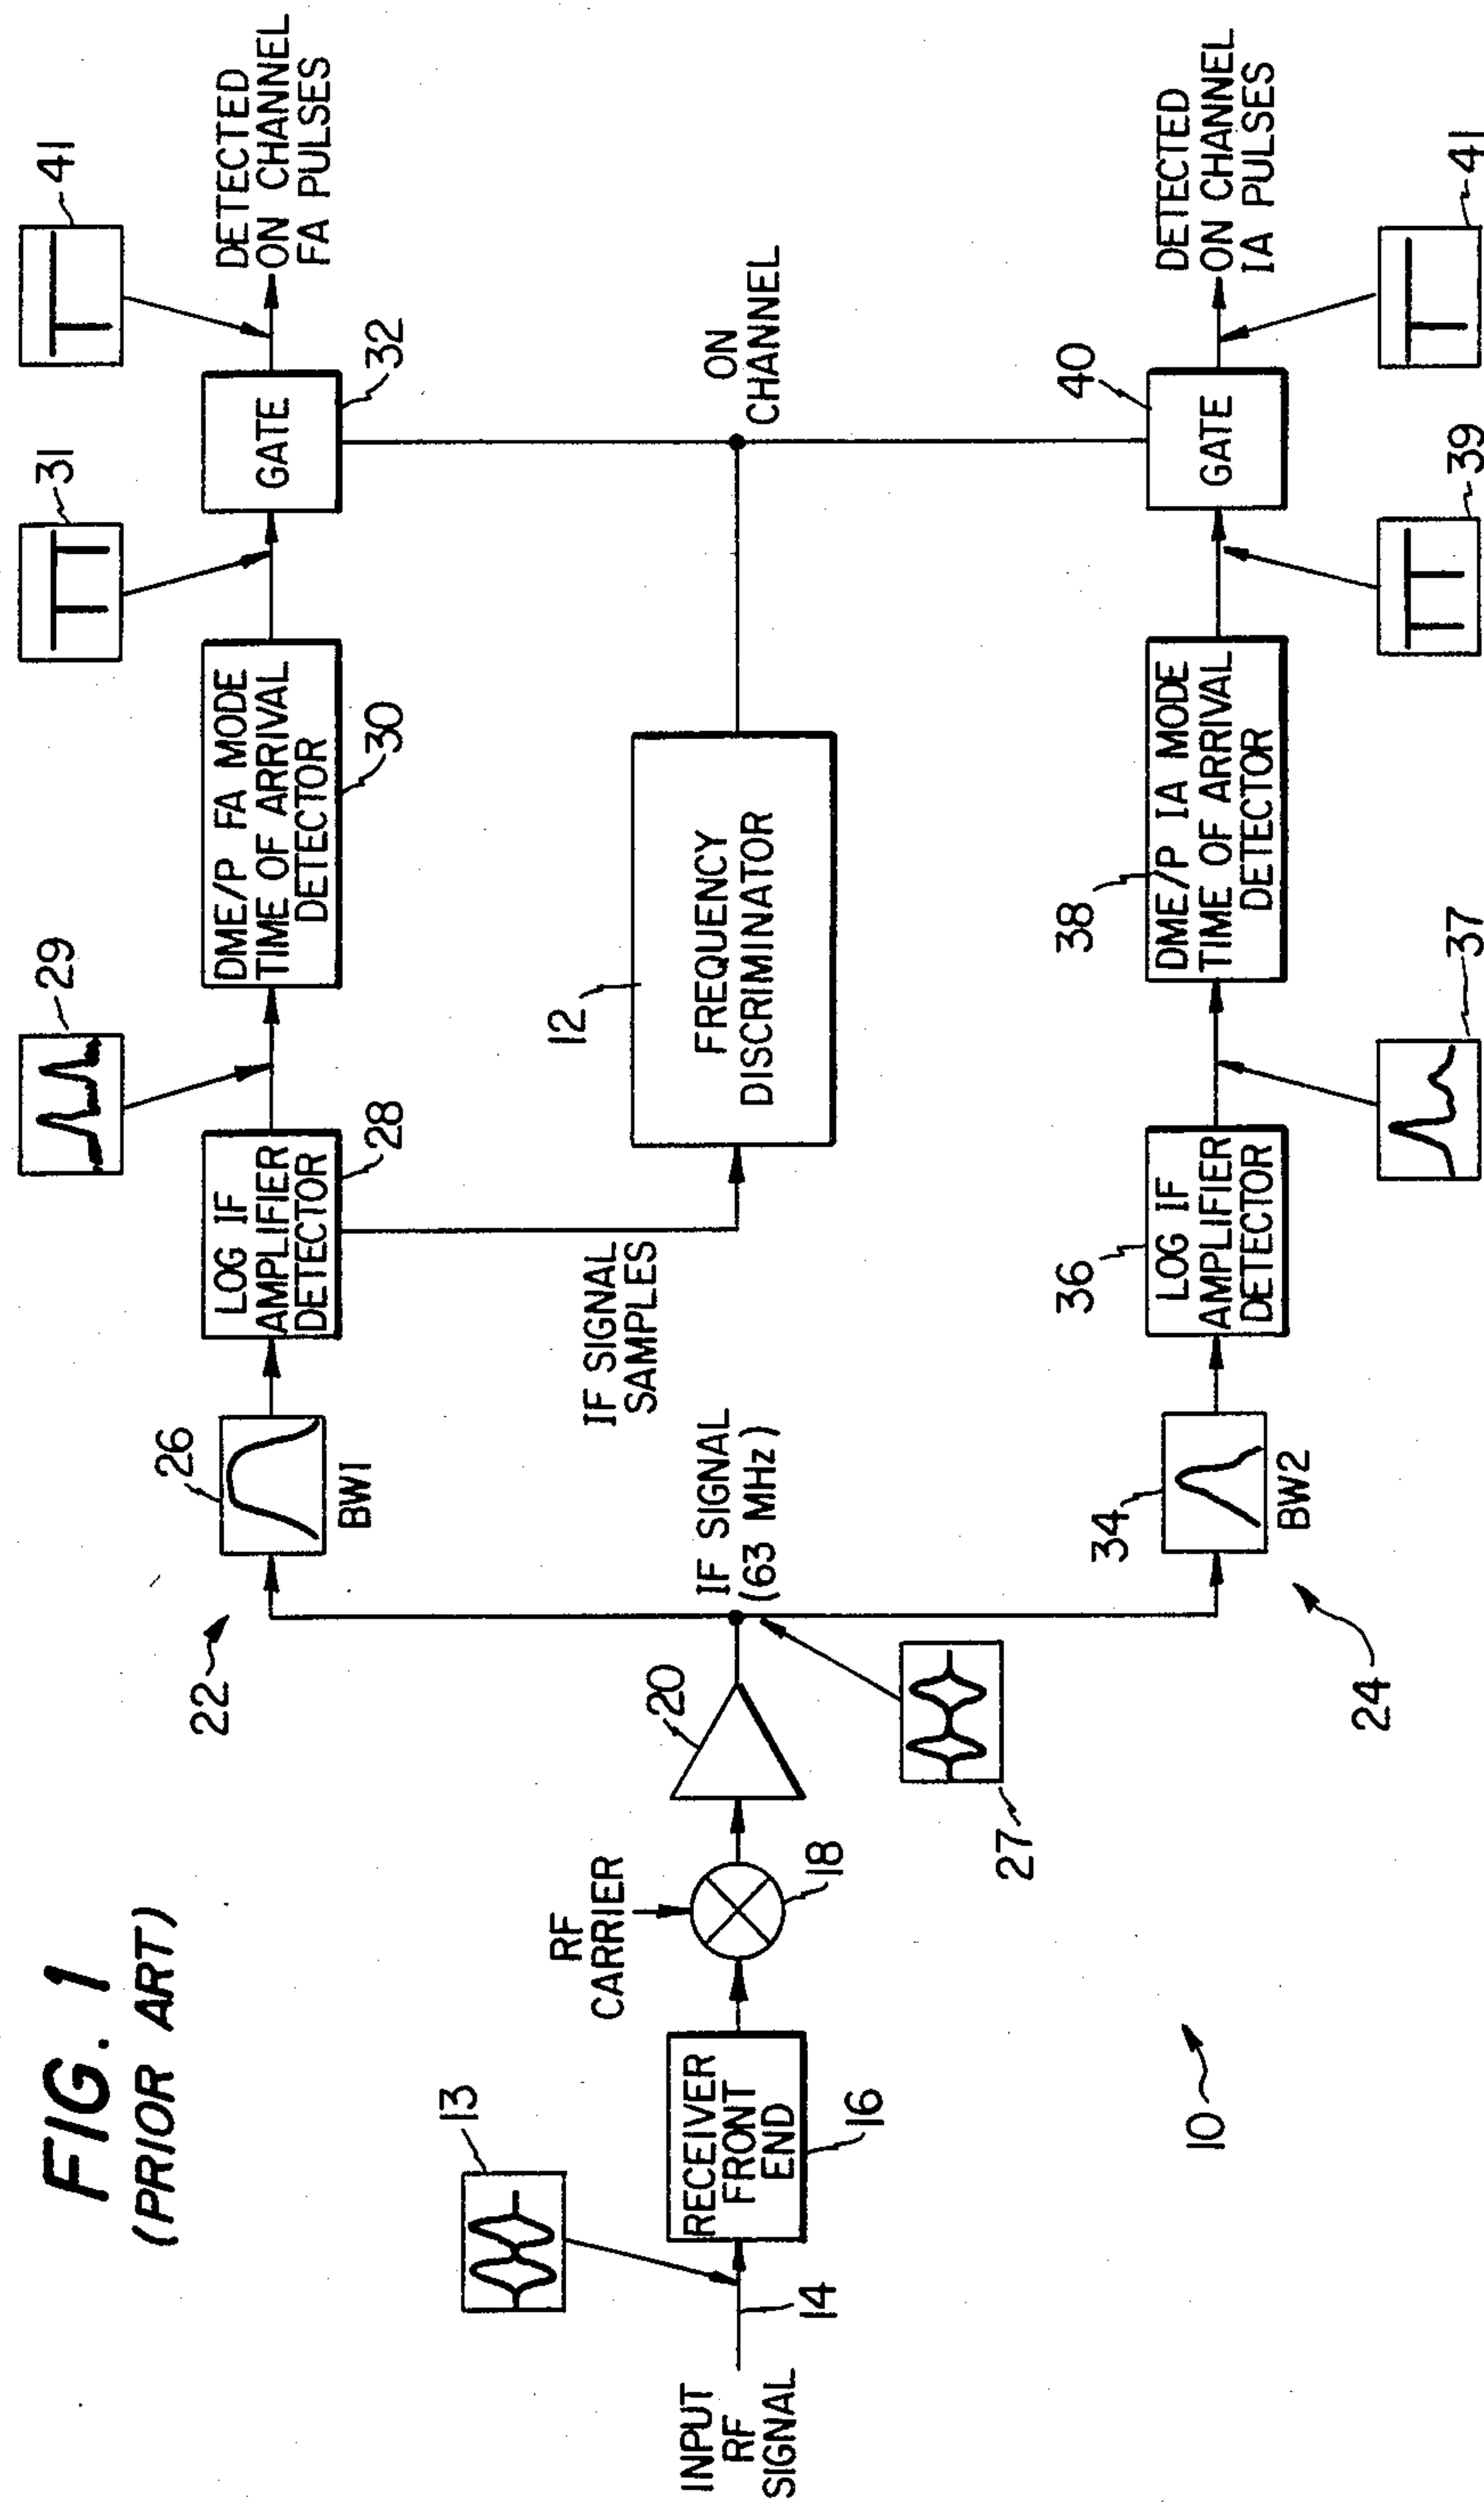 FIG. 1
(PRIOR ART)
INPUT
RF
SIGNAL
14
13
RECEIVER
FRONT
END
16
RF
CARRIER
18
20
27
IF SIGNAL
(63 MHz)
10
22
24
26
BW1
LOG IF
AMPLIFIER
DETECTOR
28
29
DME/P FA MODE
TIME OF ARRIVAL
DETECTOR
30
31
GATE
32
41
DETECTED
ON CHANNEL
FA PULSES
IF SIGNAL
SAMPLES
12
FREQUENCY
DISCRIMINATOR
ON
CHANNEL
34
BW2
36
LOG IF
AMPLIFIER
DETECTOR
37
38
DME/P IA MODE
TIME OF ARRIVAL
DETECTOR
39
40
GATE
41
DETECTED
ON CHANNEL
IA PULSES